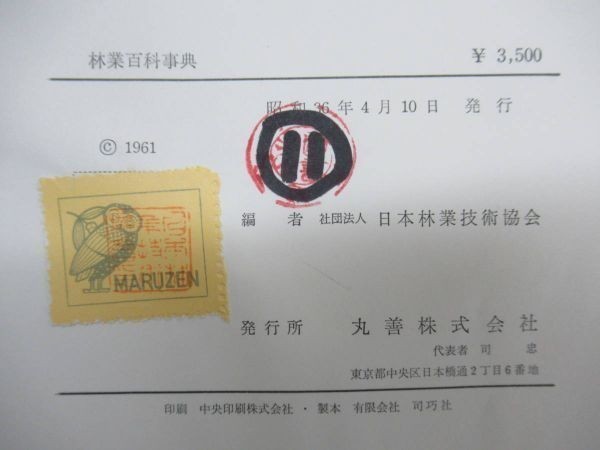 林業百科事典 ¥ 3,500
昭和36年4月10日 発行
© 1961
編者 社団法人 日本林業技術協会
MARUZEN
発行所 丸善株式会社
代表者 司 忠
東京都中央区日本橋通2丁目6番地
印刷 中央印刷株式会社・製本 有限会社 司巧社